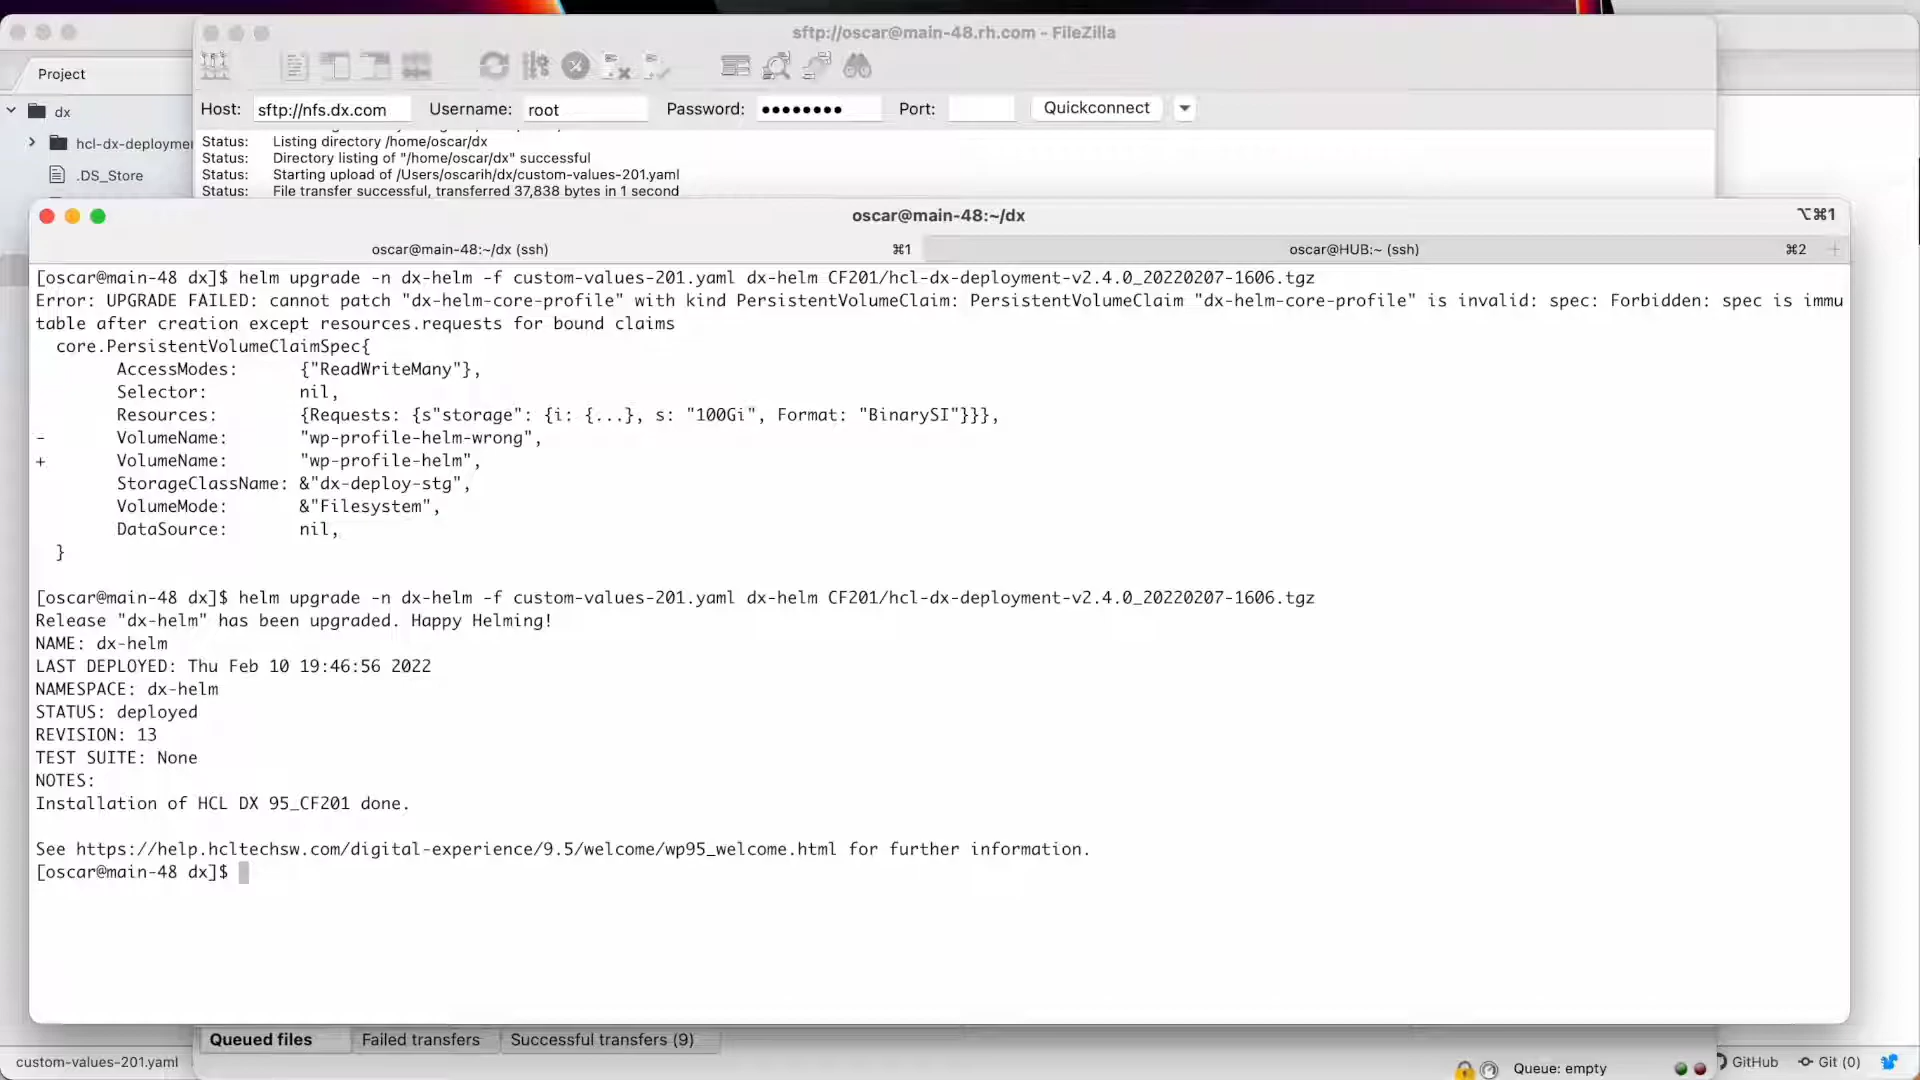 sftp://oscar@main-48.rh.com - FileZilla
Project
Host: sftp://nfs.dx.com Username: root Password: ●●●●●●●● Port: Quickconnect
dx
hcl-dx-deploymen
.DS_Store
Status: Listing directory /home/oscar/dx
Status: Directory listing of "/home/oscar/dx" successful
Status: Starting upload of /Users/oscarih/dx/custom-values-201.yaml
Status: File transfer successful, transferred 37,838 bytes in 1 second
oscar@main-48:~/dx ⌥⌘1
oscar@main-48:~/dx (ssh) ⌘1 oscar@HUB:~ (ssh) ⌘2 +
[oscar@main-48 dx]$ helm upgrade -n dx-helm -f custom-values-201.yaml dx-helm CF201/hcl-dx-deployment-v2.4.0_20220207-1606.tgz
Error: UPGRADE FAILED: cannot patch "dx-helm-core-profile" with kind PersistentVolumeClaim: PersistentVolumeClaim "dx-helm-core-profile" is invalid: spec: Forbidden: spec is immu
table after creation except resources.requests for bound claims
core.PersistentVolumeClaimSpec{
AccessModes: {"ReadWriteMany"},
Selector: nil,
Resources: {Requests: {s"storage": {i: {...}, s: "100Gi", Format: "BinarySI"}}},
- VolumeName: "wp-profile-helm-wrong",
+ VolumeName: "wp-profile-helm",
StorageClassName: &"dx-deploy-stg",
VolumeMode: &"Filesystem",
DataSource: nil,
}
[oscar@main-48 dx]$ helm upgrade -n dx-helm -f custom-values-201.yaml dx-helm CF201/hcl-dx-deployment-v2.4.0_20220207-1606.tgz
Release "dx-helm" has been upgraded. Happy Helming!
NAME: dx-helm
LAST DEPLOYED: Thu Feb 10 19:46:56 2022
NAMESPACE: dx-helm
STATUS: deployed
REVISION: 13
TEST SUITE: None
NOTES:
Installation of HCL DX 95_CF201 done.
See https://help.hcltechsw.com/digital-experience/9.5/welcome/wp95_welcome.html for further information.
[oscar@main-48 dx]$
Queued files Failed transfers Successful transfers (9)
custom-values-201.yaml
Queue: empty
GitHub Git (0)